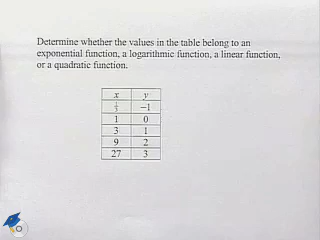 Determine whether the values in the table belong to an
exponential function, a logarithmic function, a linear function,
or a quadratic function.
x y
1/3 −1
1 0
3 1
9 2
27 3